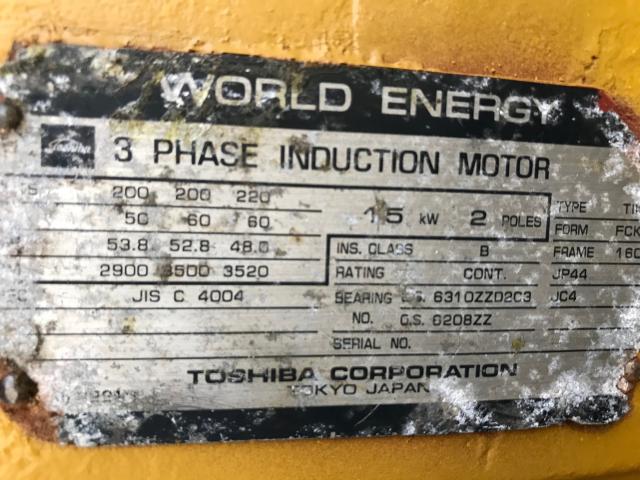 WORLD ENERGY
Toshiba
3 PHASE INDUCTION MOTOR
200 200 220
50 60 60
15 kW 2 POLES
TYPE
FORM FCK
53.8 52.8 48.0
INS. CLASS B
FRAME 160
2900 3500 3520
RATING CONT.
JP44
JIS C 4004
BEARING L.S. 6310ZZD2C3
JC4
NO. O.S. 6208ZZ
SERIAL NO.
TOSHIBA CORPORATION
TOKYO JAPAN